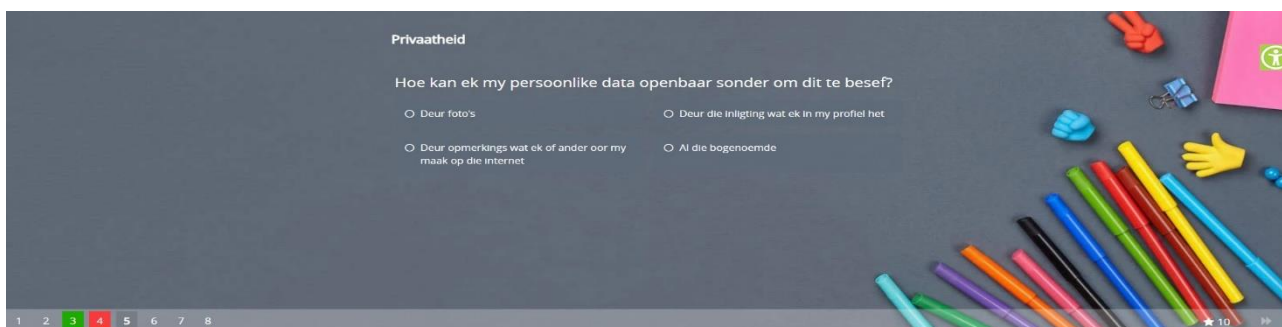 Privaatheid
Hoe kan ek my persoonlike data openbaar sonder om dit te besef?
Deur foto's
Deur die inligting wat ek in my profiel het
Deur opmerkings wat ek of ander oor my
maak op die internet
Al die bogenoemde
1 2 3 4 5 6 7 8
10